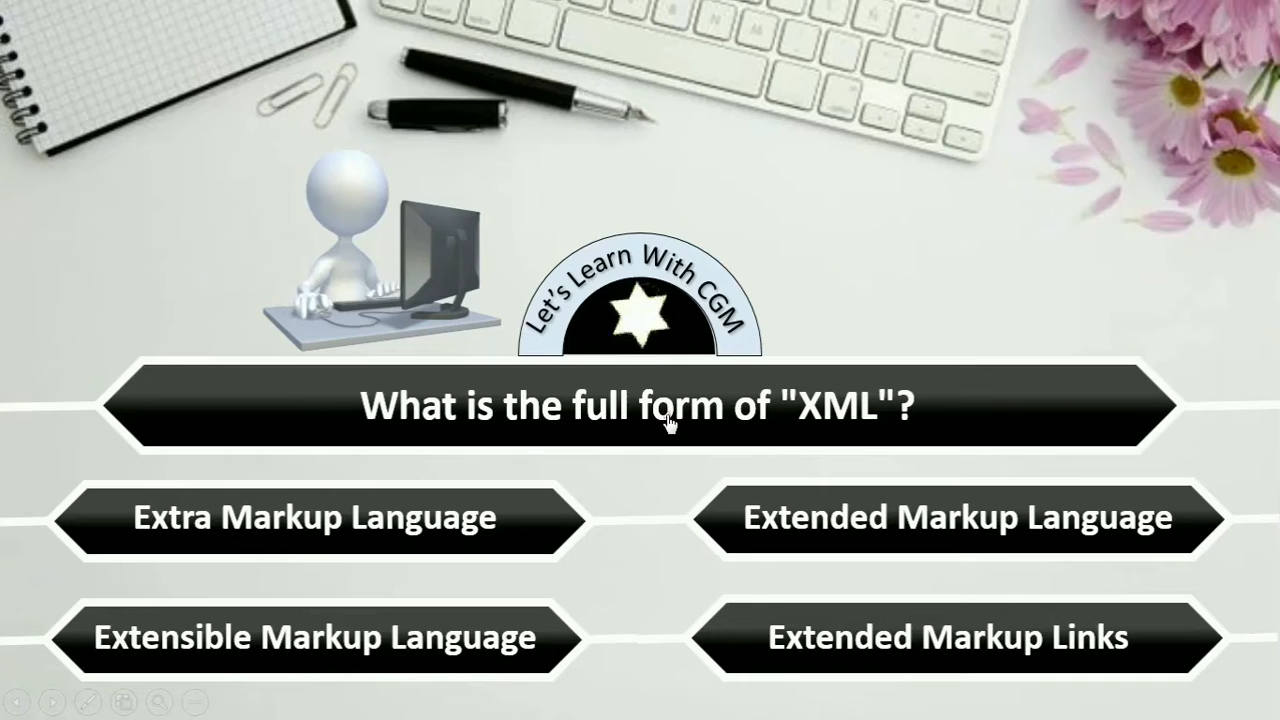 Let's Learn With CGM
What is the full form of "XML"?
Extra Markup Language
Extended Markup Language
Extensible Markup Language
Extended Markup Links